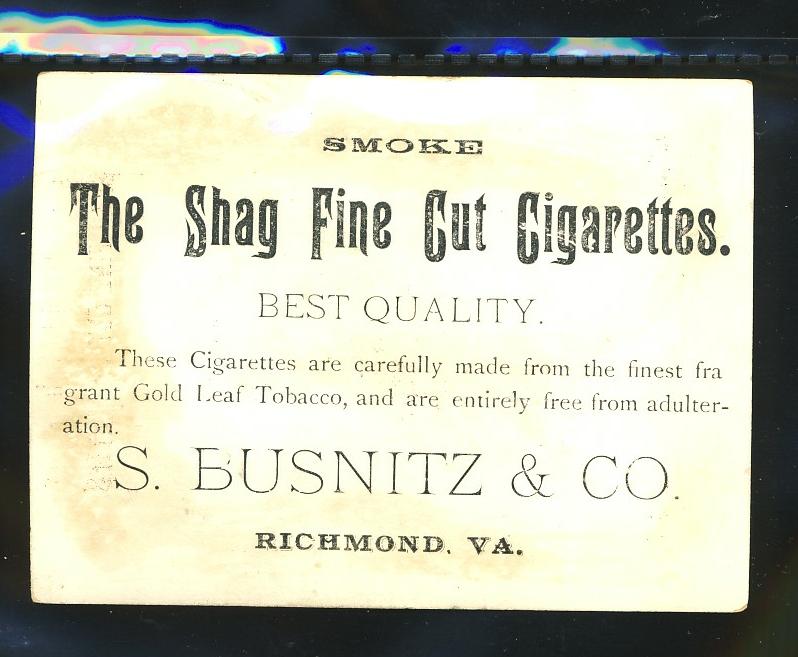 SMOKE
The Shag Fine Cut Cigarettes.
BEST QUALITY.
These Cigarettes are carefully made from the finest fra
grant Gold Leaf Tobacco, and are entirely free from adulter-
ation.
S. BUSNITZ & CO.
RICHMOND. VA.